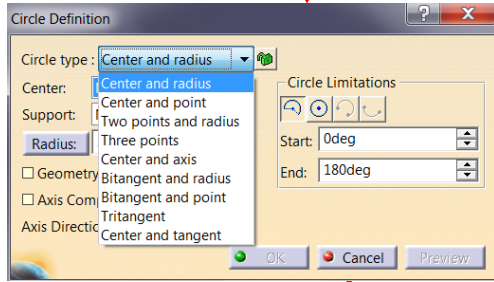 Circle Definition
?
X
Circle type : Center and radius
Center:
Center and radius
Support:
Center and point
Two points and radius
Radius:
Three points
Center and axis
Geometry
Bitangent and radius
Axis Com
Bitangent and point
Tritangent
Axis Directio
Center and tangent
Circle Limitations
Start: 0deg
End: 180deg
OK
Cancel
Preview